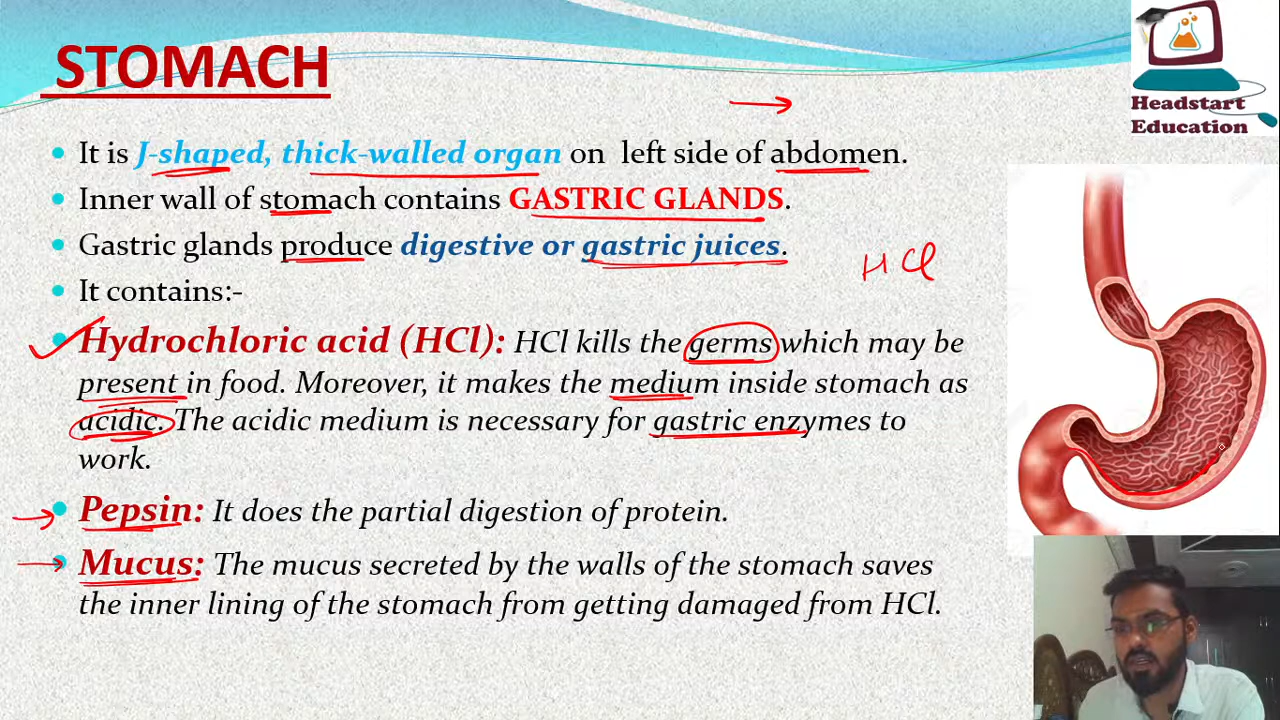 STOMACH
Headstart
Education
• It is J-shaped, thick-walled organ on left side of abdomen.
• Inner wall of stomach contains GASTRIC GLANDS.
• Gastric glands produce digestive or gastric juices.
HCl
• It contains:-
• Hydrochloric acid (HCl): HCl kills the germs which may be
present in food. Moreover, it makes the medium inside stomach as
acidic. The acidic medium is necessary for gastric enzymes to
work.
• Pepsin: It does the partial digestion of protein.
• Mucus: The mucus secreted by the walls of the stomach saves
the inner lining of the stomach from getting damaged from HCl.